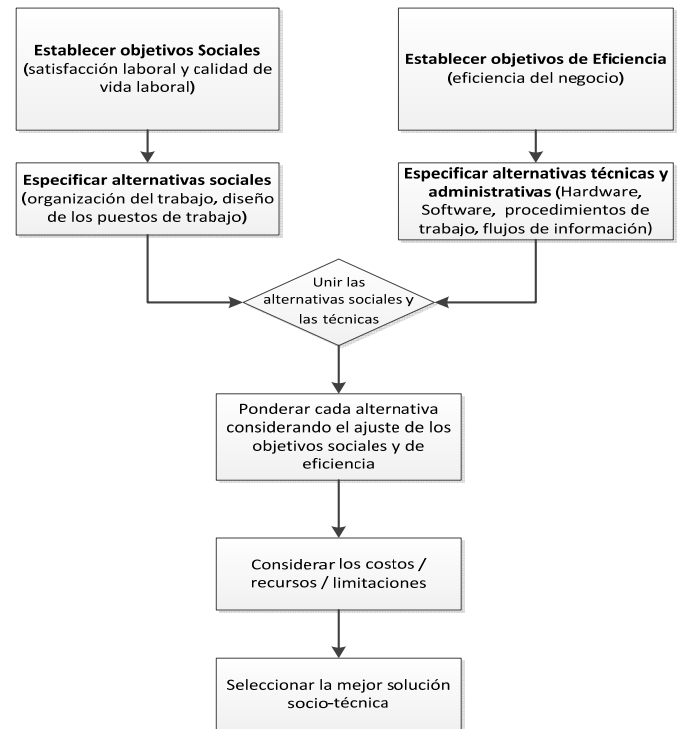 Establecer objetivos Sociales
(satisfacción laboral y calidad de
vida laboral)
Establecer objetivos de Eficiencia
(eficiencia del negocio)
Especificar alternativas sociales
(organización del trabajo, diseño
de los puestos de trabajo)
Especificar alternativas técnicas y
administrativas (Hardware,
Software, procedimientos de
trabajo, flujos de información)
Unir las
alternativas sociales y
las técnicas
Ponderar cada alternativa
considerando el ajuste de los
objetivos sociales y de
eficiencia
Considerar los costos /
recursos / limitaciones
Seleccionar la mejor solución
socio-técnica